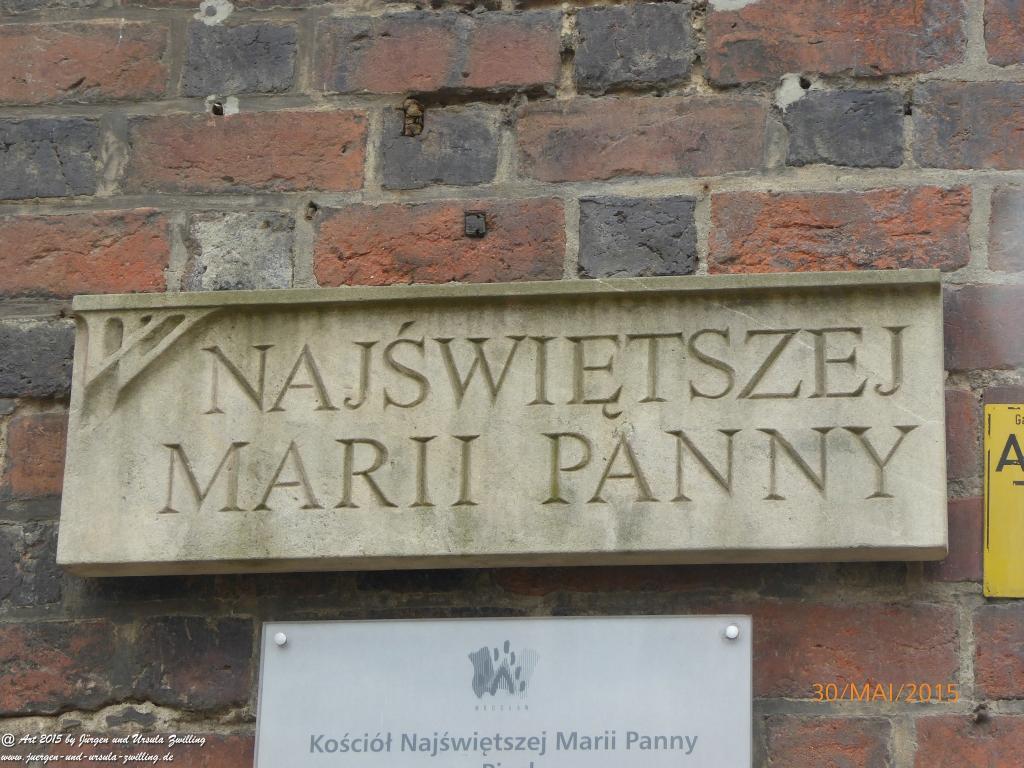 NAJŚWIĘTSZEJ
MARII PANNY
WROCŁAW
Kościół Najświętszej Marii Panny
A
30/MAI/2015
@ Art 2015 by Jürgen und Ursula Zwilling
www.juergen-und-ursula-zwilling.de